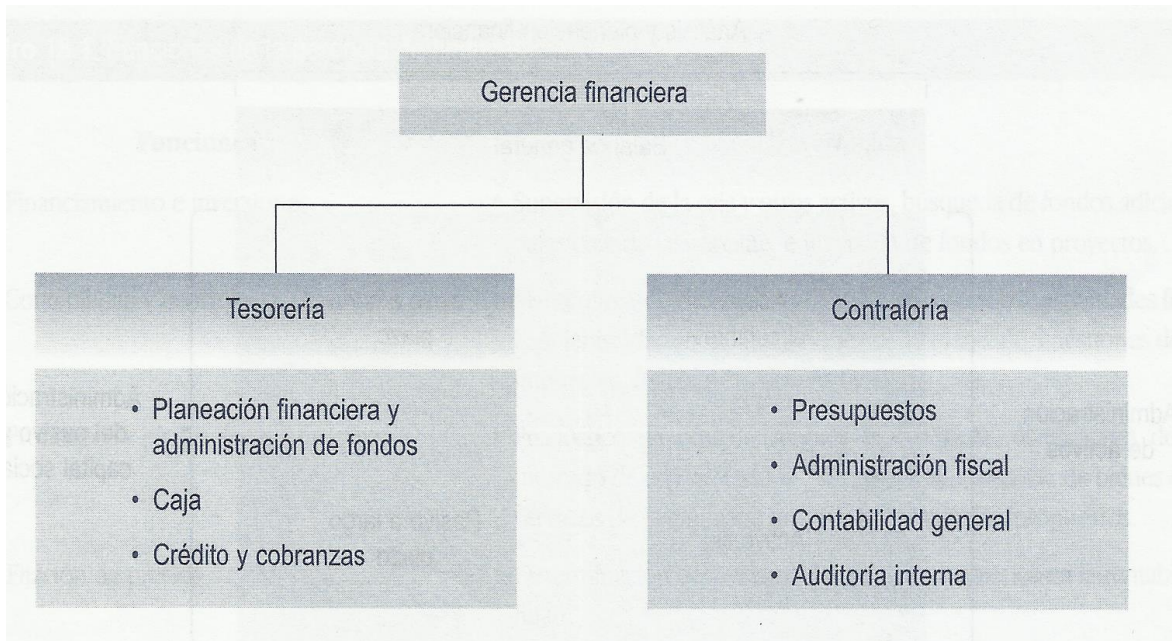 Gerencia financiera
Tesorería
• Planeación financiera y
administración de fondos
• Caja
• Crédito y cobranzas
Contraloría
• Presupuestos
• Administración fiscal
• Contabilidad general
• Auditoría interna